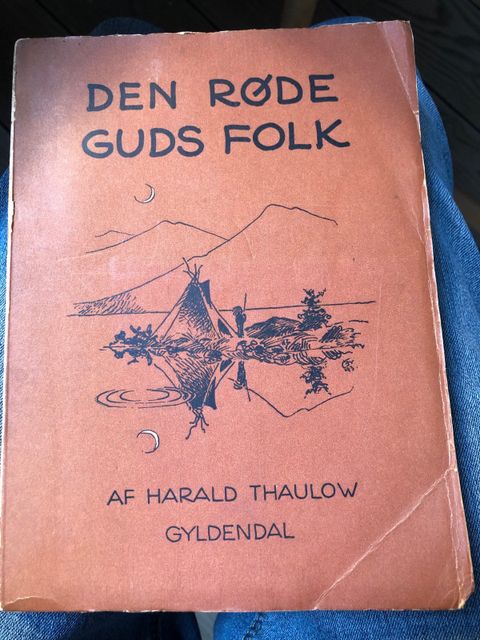 DEN RØDE
GUDS FOLK
AF HARALD THAULOW
GYLDENDAL